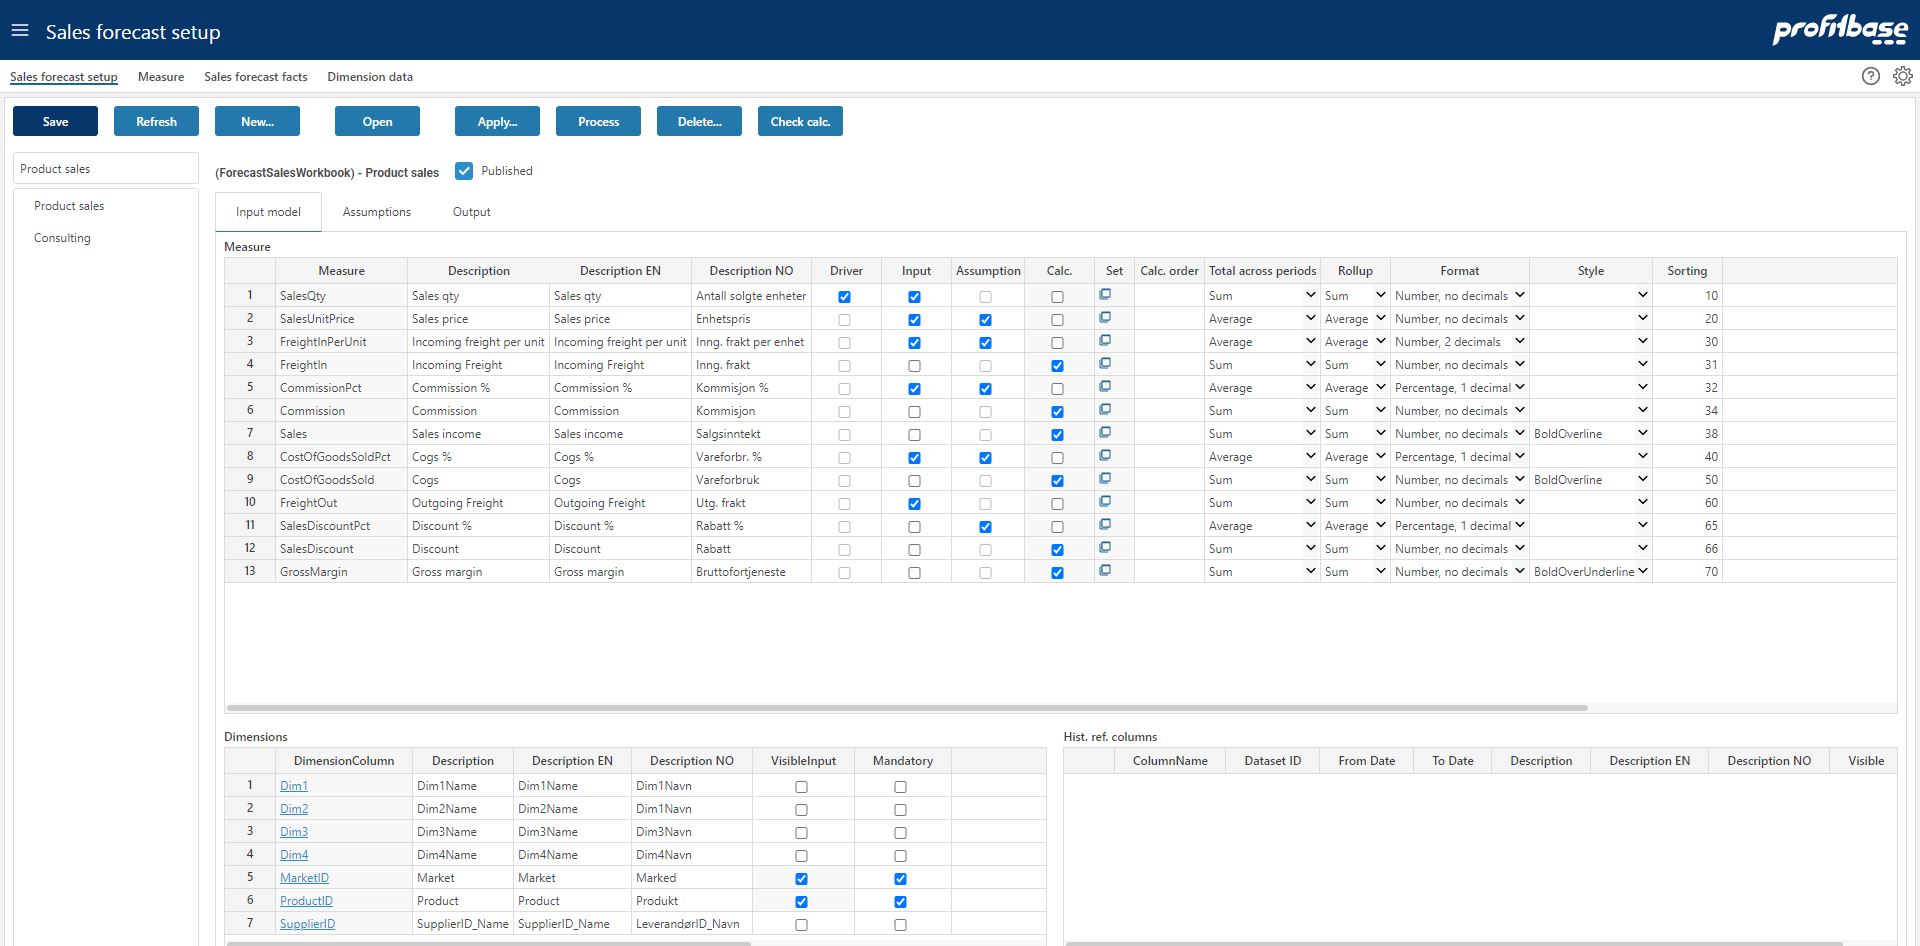 Sales forecast setup
profitbase
Sales forecast setup Measure Sales forecast facts Dimension data
Save Refresh New... Open Apply... Process Delete... Check calc.
Product sales
Product sales
Consulting
(ForecastSalesWorkbook) - Product sales Published
Input model Assumptions Output
Measure
Measure Description Description EN Description NO Driver Input Assumption Calc. Set Calc. order Total across periods Rollup Format Style Sorting
1 SalesQty Sales qty Sales qty Antall solgte enheter Sum Sum Number, no decimals 10
2 SalesUnitPrice Sales price Sales price Enhetspris Average Average Number, no decimals 20
3 FreightInPerUnit Incoming freight per unit Incoming freight per unit Inng. frakt per enhet Average Average Number, 2 decimals 30
4 FreightIn Incoming Freight Incoming Freight Inng. frakt Sum Sum Number, no decimals 31
5 CommissionPct Commission % Commission % Kommisjon % Average Average Percentage, 1 decimal 32
6 Commission Commission Commission Kommisjon Sum Sum Number, no decimals 34
7 Sales Sales income Sales income Salgsinntekt Sum Sum Number, no decimals BoldOverline 38
8 CostOfGoodsSoldPct Cogs % Cogs % Vareforbr. % Average Average Percentage, 1 decimal 40
9 CostOfGoodsSold Cogs Cogs Vareforbruk Sum Sum Number, no decimals BoldOverline 50
10 FreightOut Outgoing Freight Outgoing Freight Utg. frakt Sum Sum Number, no decimals 60
11 SalesDiscountPct Discount % Discount % Rabatt % Average Average Percentage, 1 decimal 65
12 SalesDiscount Discount Discount Rabatt Sum Sum Number, no decimals 66
13 GrossMargin Gross margin Gross margin Bruttofortjeneste Sum Sum Number, no decimals BoldOverUnderline 70
Dimensions
DimensionColumn Description Description EN Description NO VisibleInput Mandatory
1 Dim1 Dim1Name Dim1Name Dim1Navn
2 Dim2 Dim2Name Dim2Name Dim1Navn
3 Dim3 Dim3Name Dim3Name Dim3Navn
4 Dim4 Dim4Name Dim4Name Dim4Navn
5 MarketID Market Market Marked
6 ProductID Product Product Produkt
7 SupplierID SupplierID_Name SupplierID_Name LeverandørID_Navn
Hist. ref. columns
ColumnName Dataset ID From Date To Date Description Description EN Description NO Visible